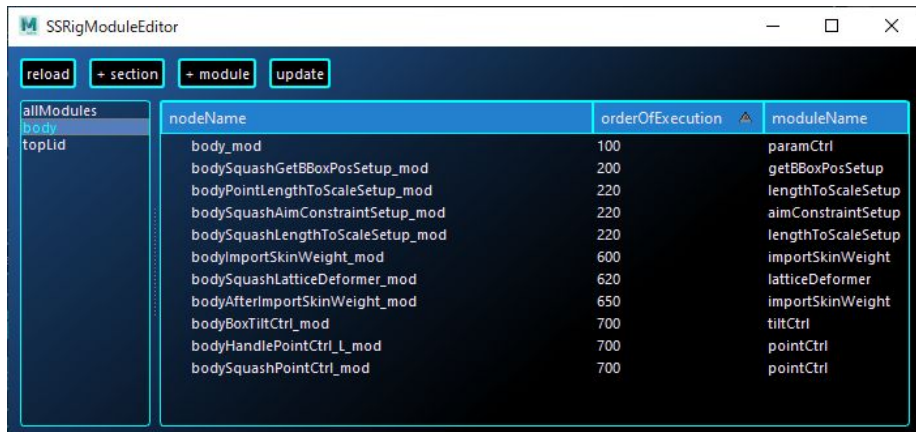 SSRigModuleEditor
reload + section + module update
allModules
body
topLid
nodeName orderOfExecution moduleName
body_mod 100 paramCtrl
bodySquashGetBBoxPosSetup_mod 200 getBBoxPosSetup
bodyPointLengthToScaleSetup_mod 220 lengthToScaleSetup
bodySquashAimConstraintSetup_mod 220 aimConstraintSetup
bodySquashLengthToScaleSetup_mod 220 lengthToScaleSetup
bodyImportSkinWeight_mod 600 importSkinWeight
bodySquashLatticeDeformer_mod 620 latticeDeformer
bodyAfterImportSkinWeight_mod 650 importSkinWeight
bodyBoxTiltCtrl_mod 700 tiltCtrl
bodyHandlePointCtrl_L_mod 700 pointCtrl
bodySquashPointCtrl_mod 700 pointCtrl